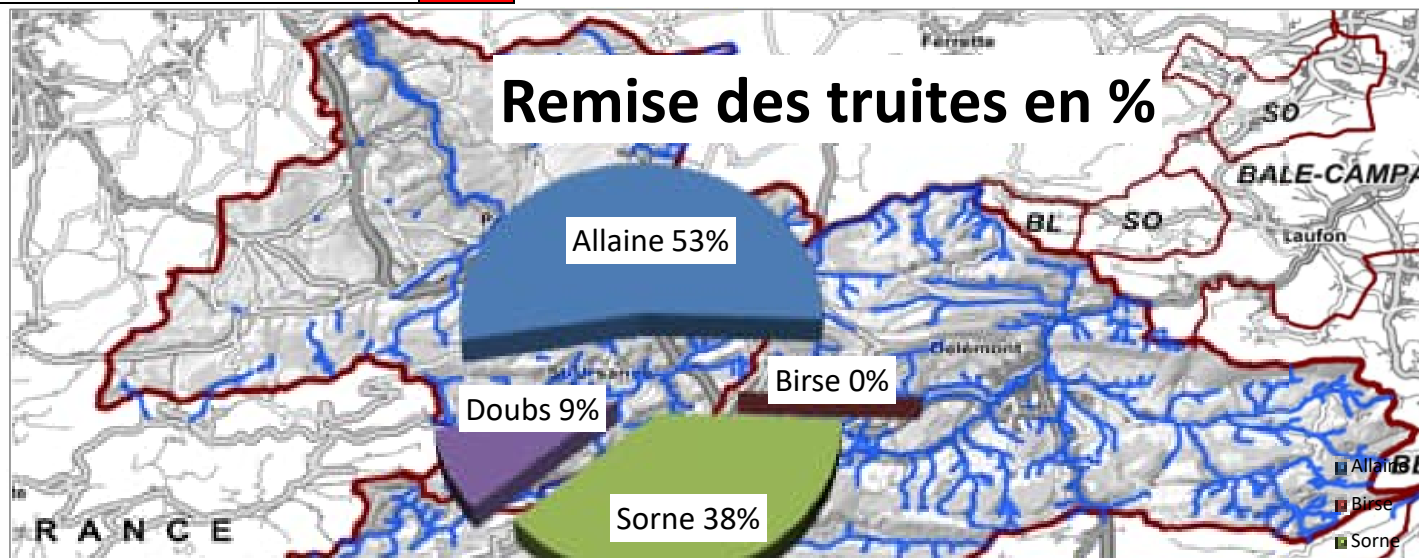 Ferrette
Remise des truites en %
SO
BALE-CAMPA
Allaine 53%
BL
SO
Laufon
Delémont
Birse 0%
Doubs 9%
Allaine
Birse
Sorne 38%
RANCE
Sorne